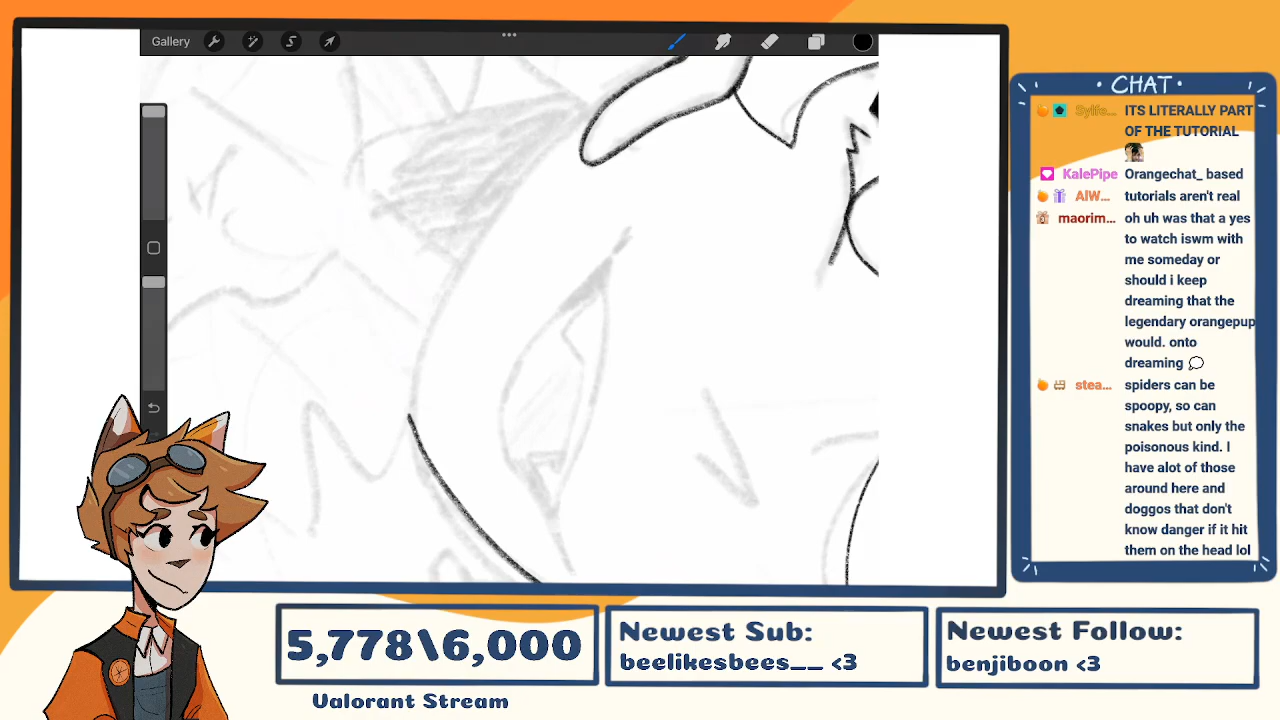 Gallery
CHAT
Sylfe... ITS LITERALLY PART
OF THE TUTORIAL
KalePipe Orangechat_ based
AlW... tutorials aren't real
maorim... oh uh was that a yes
to watch iswm with
me someday or
should i keep
dreaming that the
legendary orangepup
would. onto
dreaming
stea... spiders can be
spoopy, so can
snakes but only the
poisonous kind. I
have alot of those
around here and
doggos that don't
know danger if it hit
them on the head lol
5,778\6,000
Valorant Stream
Newest Sub:
beelikesbees__ <3
Newest Follow:
benjiboon <3